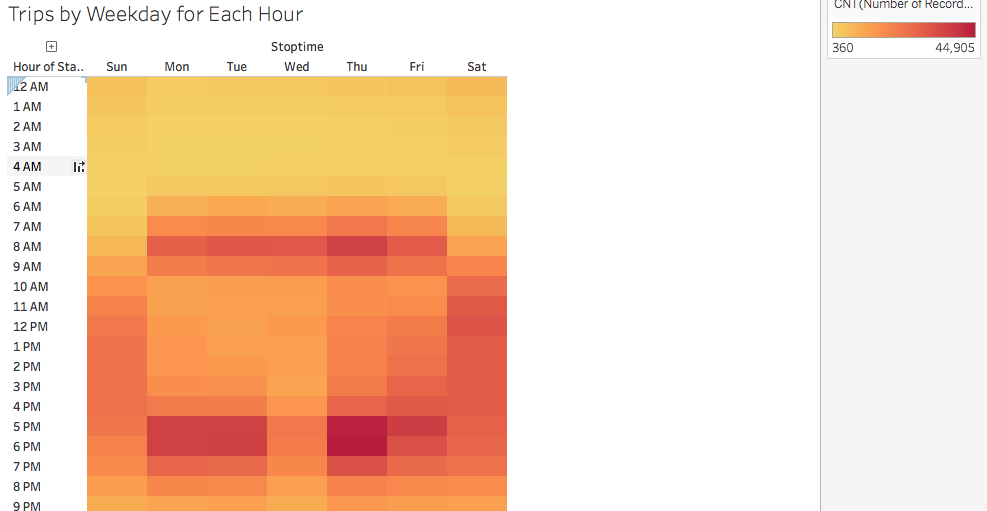 Trips by Weekday for Each Hour
CNT(Number of Record...
360 44,905
Stoptime
Hour of Sta.. Sun Mon Tue Wed Thu Fri Sat
12 AM
1 AM
2 AM
3 AM
4 AM
5 AM
6 AM
7 AM
8 AM
9 AM
10 AM
11 AM
12 PM
1 PM
2 PM
3 PM
4 PM
5 PM
6 PM
7 PM
8 PM
9 PM